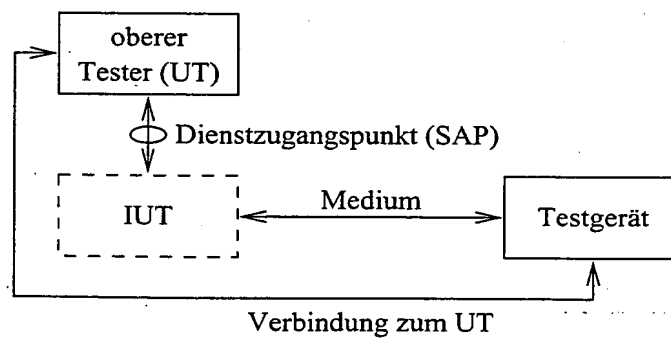 oberer
Tester (UT)
Dienstzugangspunkt (SAP)
IUT
Medium
Testgerät
Verbindung zum UT